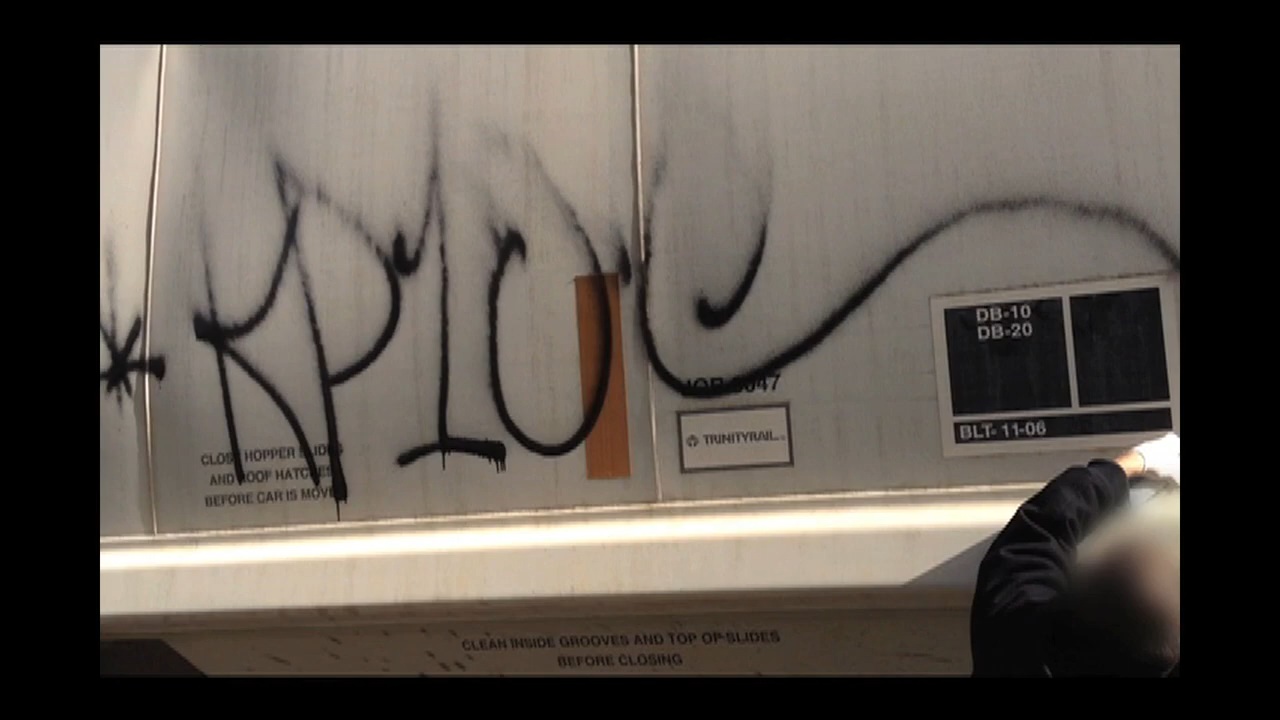 CLOSE HOPPER SLIDES
AND ROOF HATCHES
BEFORE CAR IS MOVED
TRINITYRAIL
DB-10
DB-20
BLT- 11-06
CLEAN INSIDE GROOVES AND TOP OF SLIDES
BEFORE CLOSING